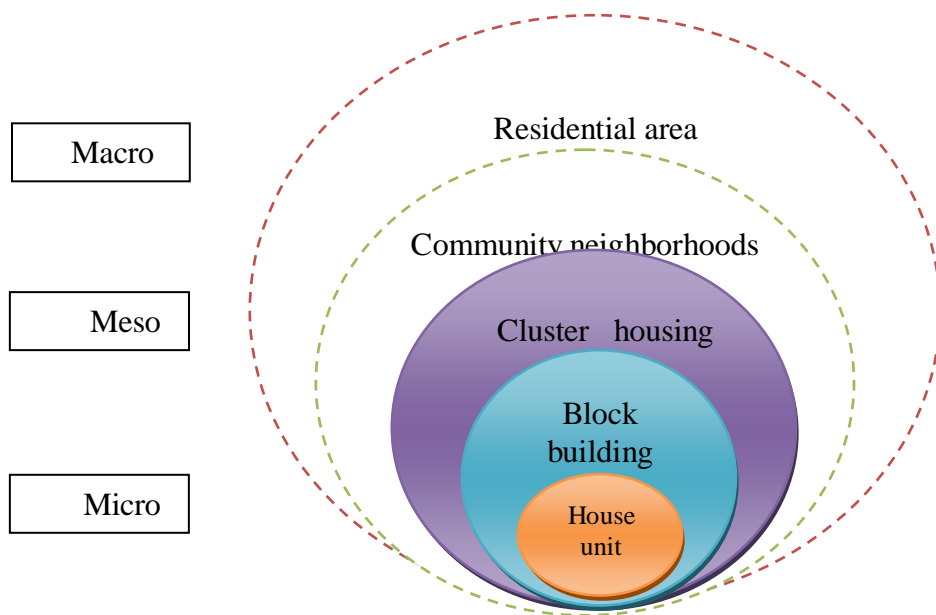 Residential area
Macro
Community neighborhoods
Meso
Cluster housing
Block
building
Micro
House
unit